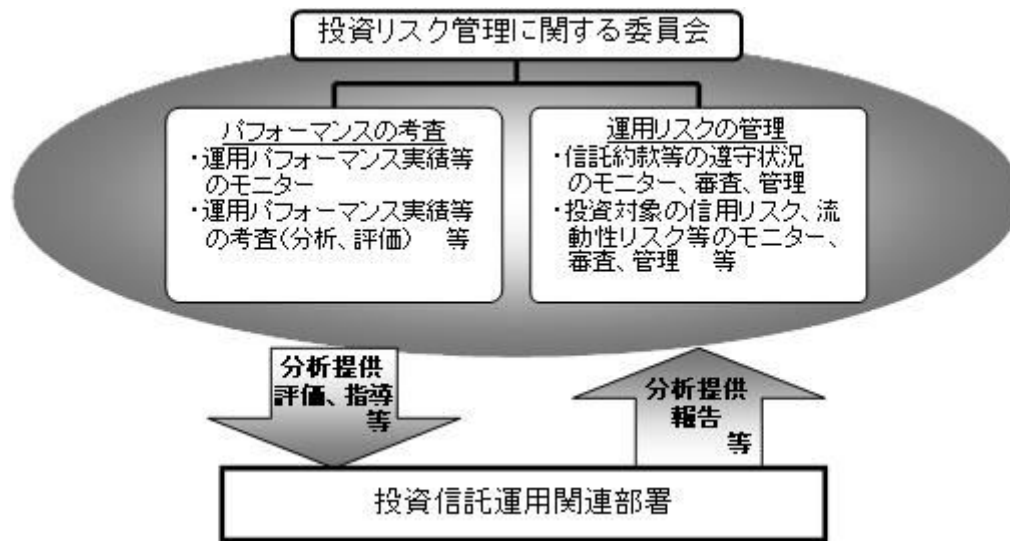 投資リスク管理に関する委員会
パフォーマンスの考査
・運用パフォーマンス実績等
のモニター
・運用パフォーマンス実績等
の考査(分析、評価)　等
運用リスクの管理
・信託約款等の遵守状況
のモニター、審査、管理
・投資対象の信用リスク、流
動性リスク等のモニター、
審査、管理　等
分析提供
評価、指導
等
分析提供
報告
等
投資信託運用関連部署